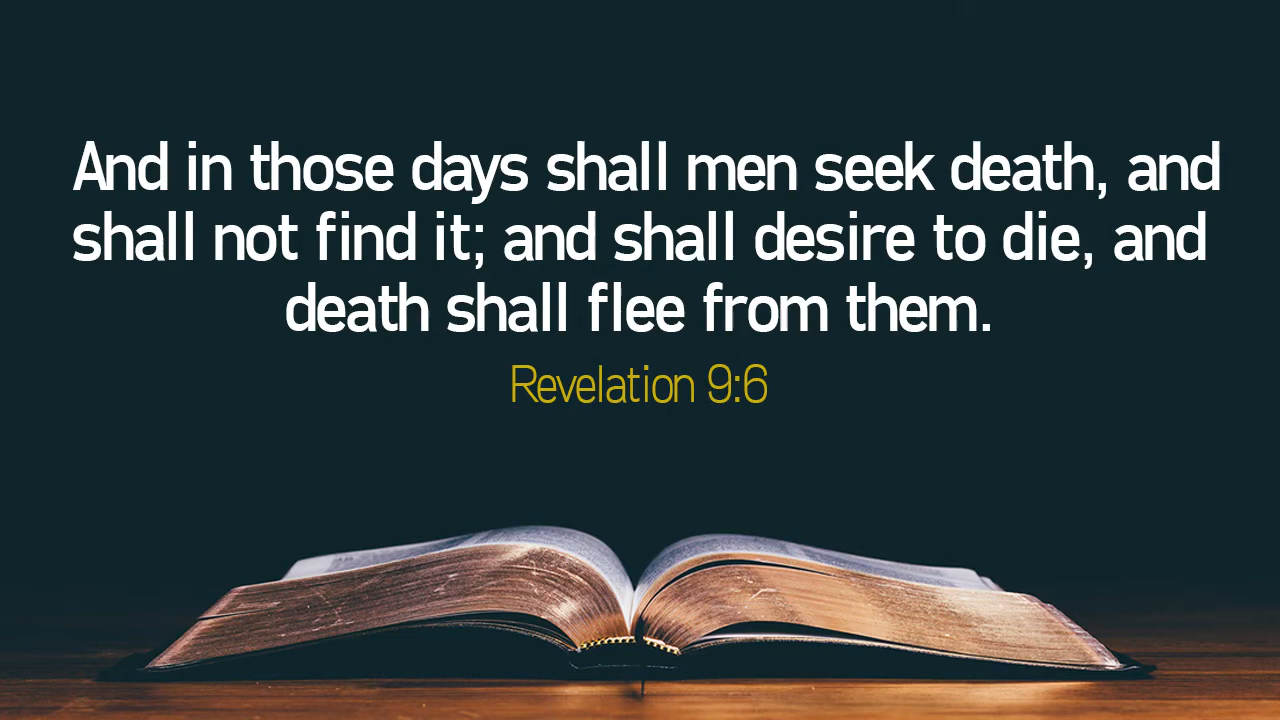 And in those days shall men seek death, and
shall not find it; and shall desire to die, and
death shall flee from them.
Revelation 9:6